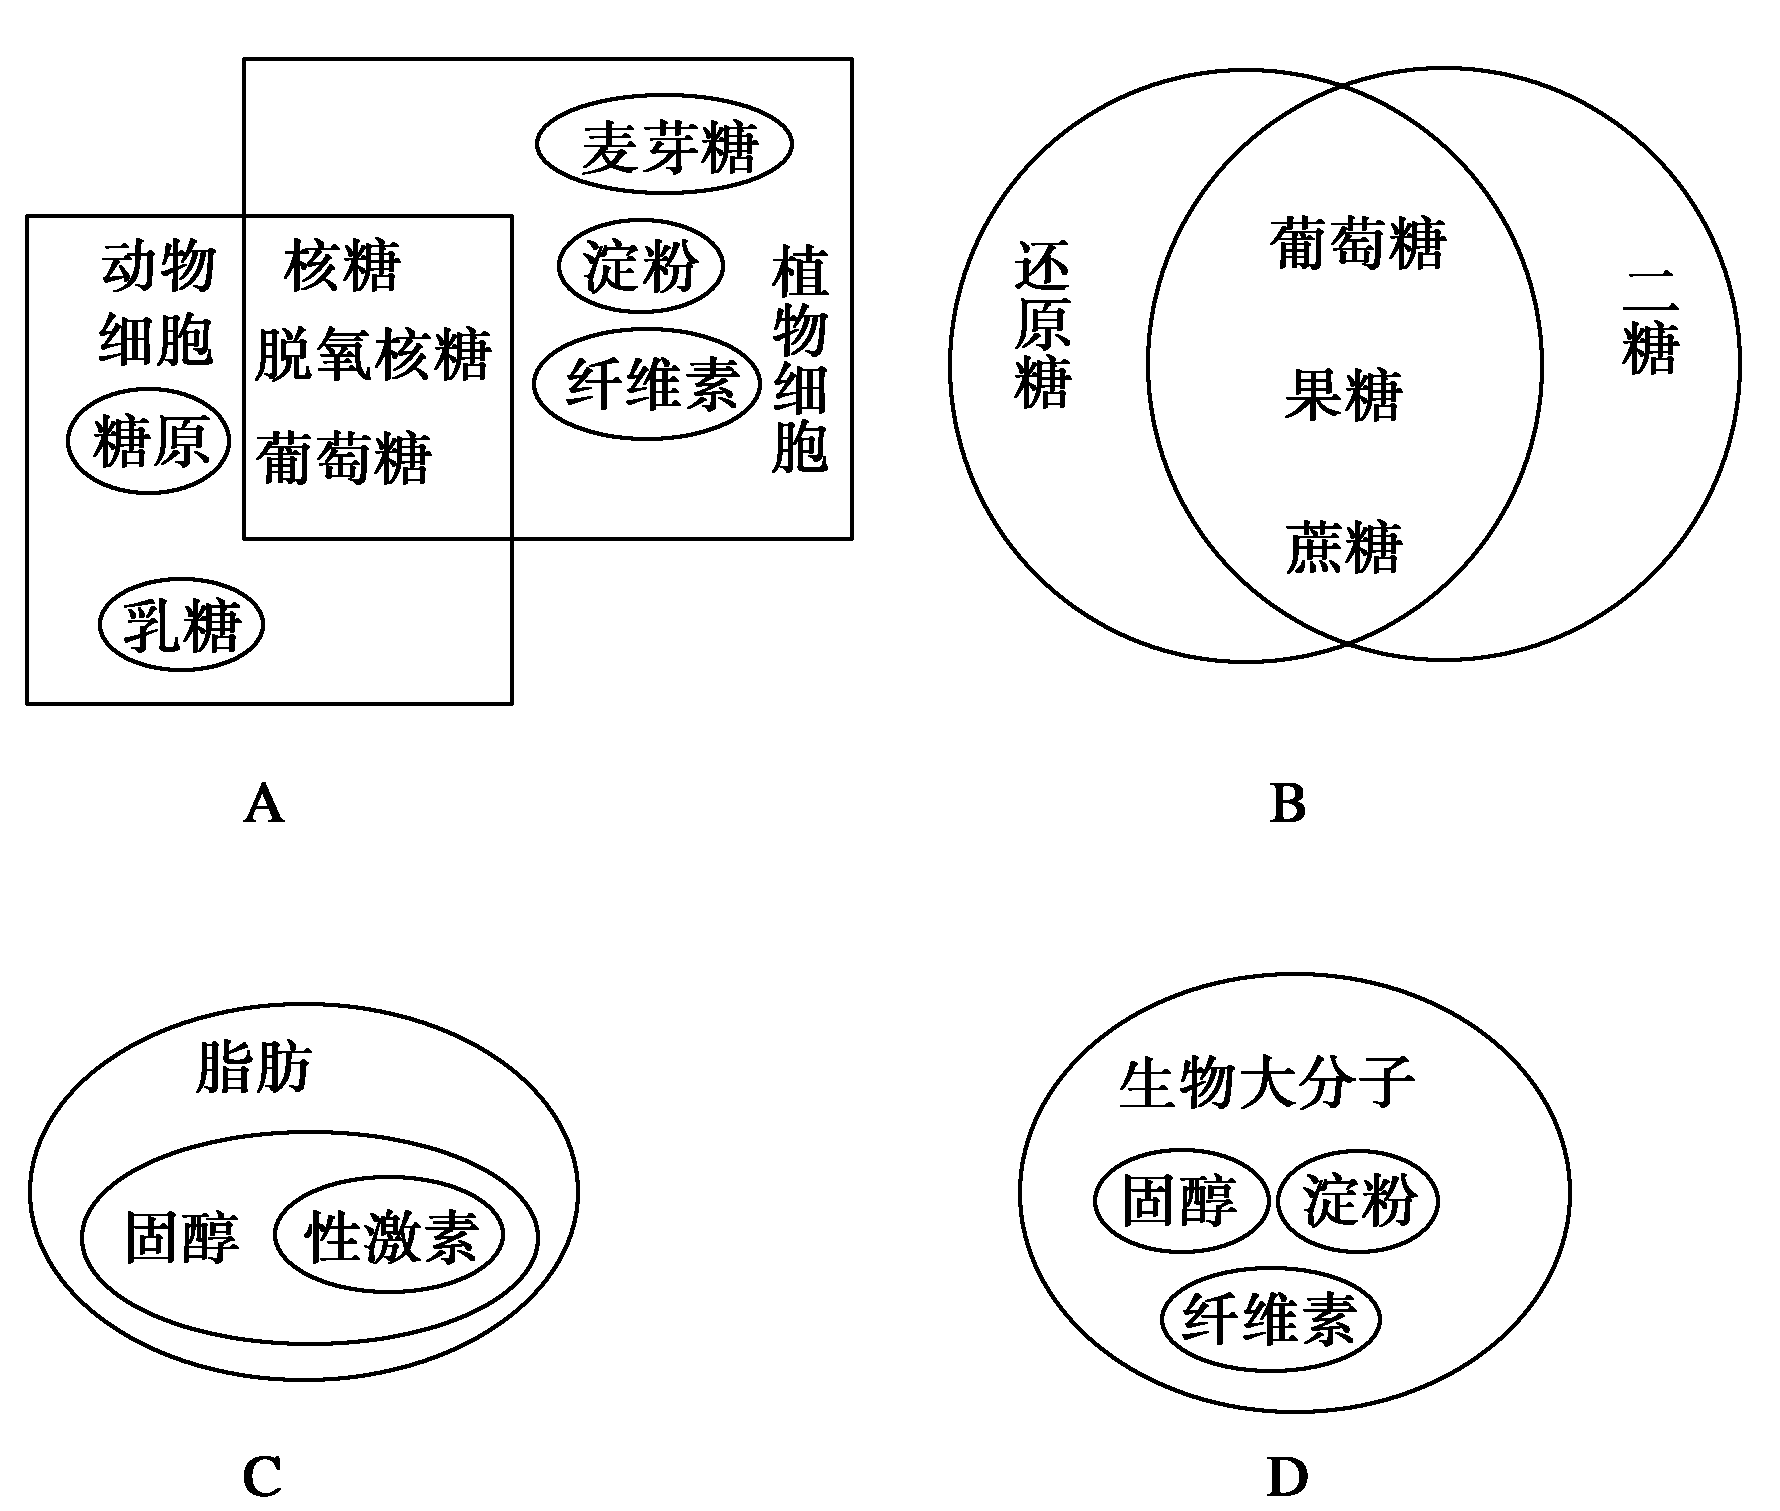 麦芽糖
动物
细胞
核糖
脱氧核糖
葡萄糖
淀粉
纤维素
植物细胞
糖原
乳糖
A
还原糖
葡萄糖
果糖
蔗糖
二糖
B
脂肪
固醇
性激素
C
生物大分子
固醇
淀粉
纤维素
D